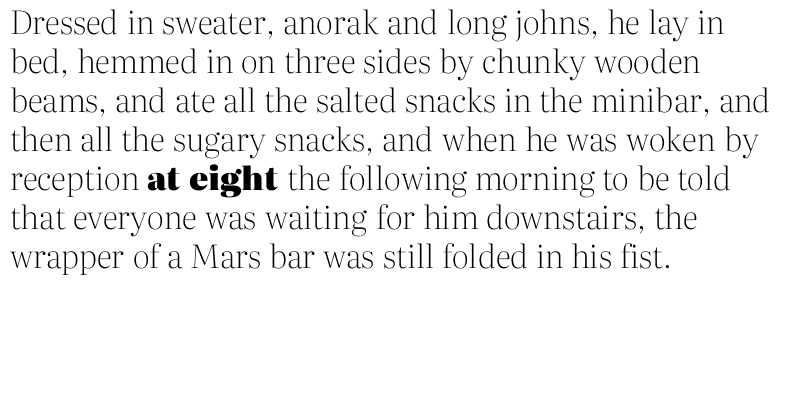 Dressed in sweater, anorak and long johns, he lay in
bed, hemmed in on three sides by chunky wooden
beams, and ate all the salted snacks in the minibar, and
then all the sugary snacks, and when he was woken by
reception at eight the following morning to be told
that everyone was waiting for him downstairs, the
wrapper of a Mars bar was still folded in his fist.